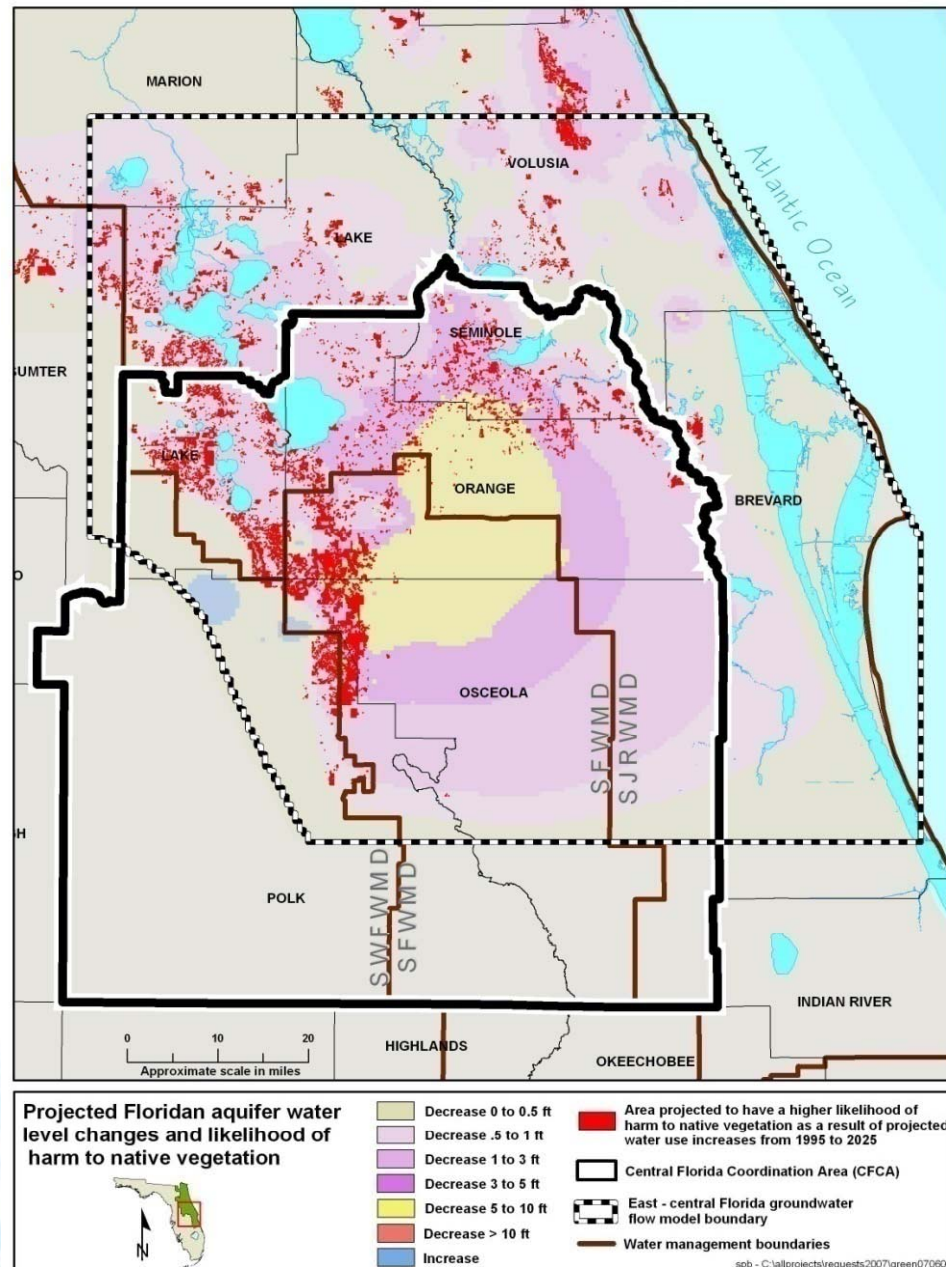 MARION
VOLUSIA
Atlantic Ocean
LAKE
SEMINOLE
SUMTER
LAKE
ORANGE
BREVARD
O
OSCEOLA
SFWMD
SJRWMD
GH
POLK
SWFWMD
SFWMD
INDIAN RIVER
0 10 20
Approximate scale in miles
HIGHLANDS
OKEECHOBEE
Projected Floridan aquifer water
level changes and likelihood of
harm to native vegetation
N
Decrease 0 to 0.5 ft
Decrease .5 to 1 ft
Decrease 1 to 3 ft
Decrease 3 to 5 ft
Decrease 5 to 10 ft
Decrease > 10 ft
Increase
Area projected to have a higher likelihood of
harm to native vegetation as a result of projected
water use increases from 1995 to 2025
Central Florida Coordination Area (CFCA)
East - central Florida groundwater
flow model boundary
Water management boundaries
spb - C:\allprojects\requests2007\green07060